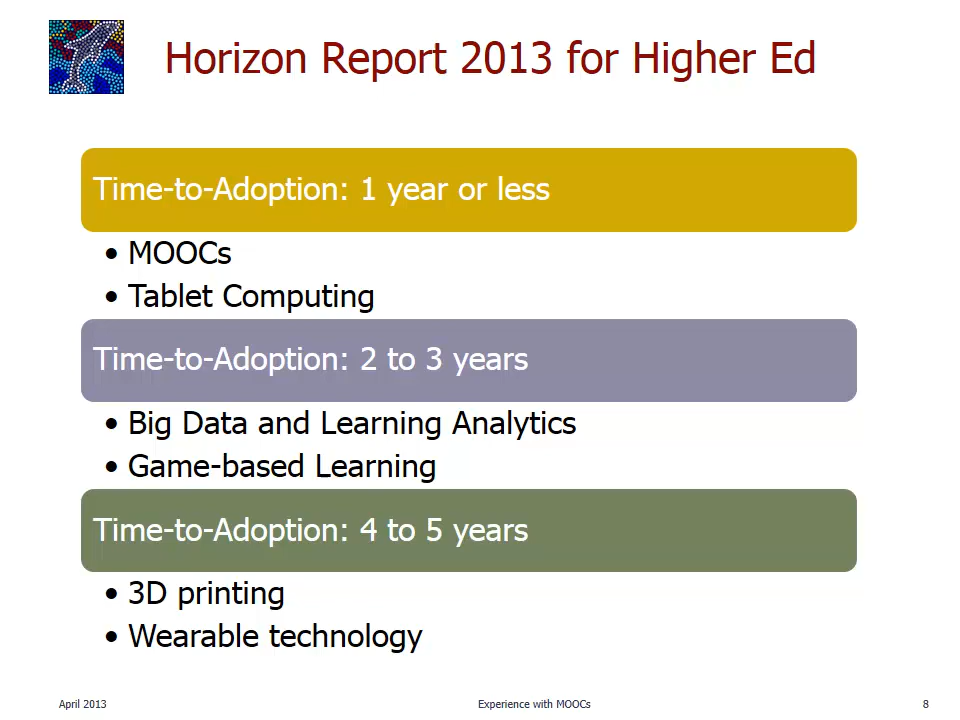 Horizon Report 2013 for Higher Ed
Time-to-Adoption: 1 year or less
• MOOCs
• Tablet Computing
Time-to-Adoption: 2 to 3 years
• Big Data and Learning Analytics
• Game-based Learning
Time-to-Adoption: 4 to 5 years
• 3D printing
• Wearable technology
April 2013
Experience with MOOCs
8